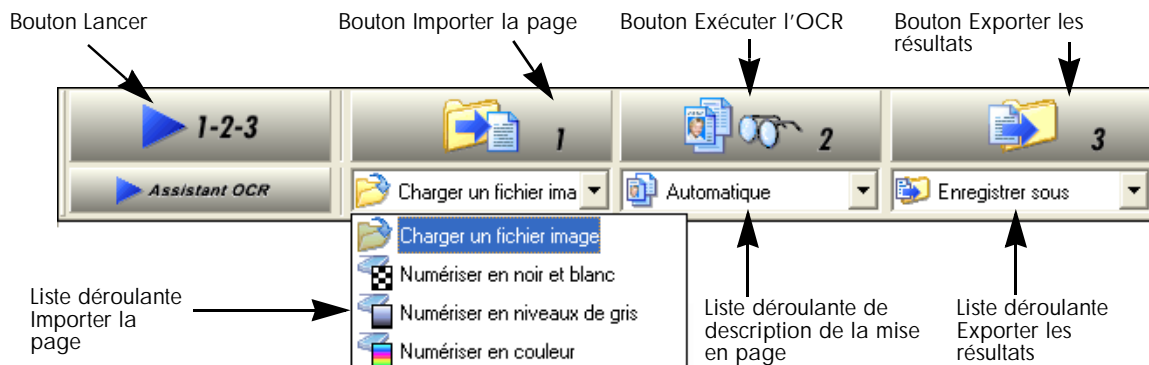 Bouton Lancer
Bouton Importer la page
Bouton Exécuter l'OCR
Bouton Exporter les
résultats
1-2-3
1
2
3
Assistant OCR
Charger un fichier ima
Automatique
Enregistrer sous
Charger un fichier image
Numériser en noir et blanc
Numériser en niveaux de gris
Numériser en couleur
Liste déroulante
Importer la
page
Liste déroulante de
description de la mise
en page
Liste déroulante
Exporter les
résultats